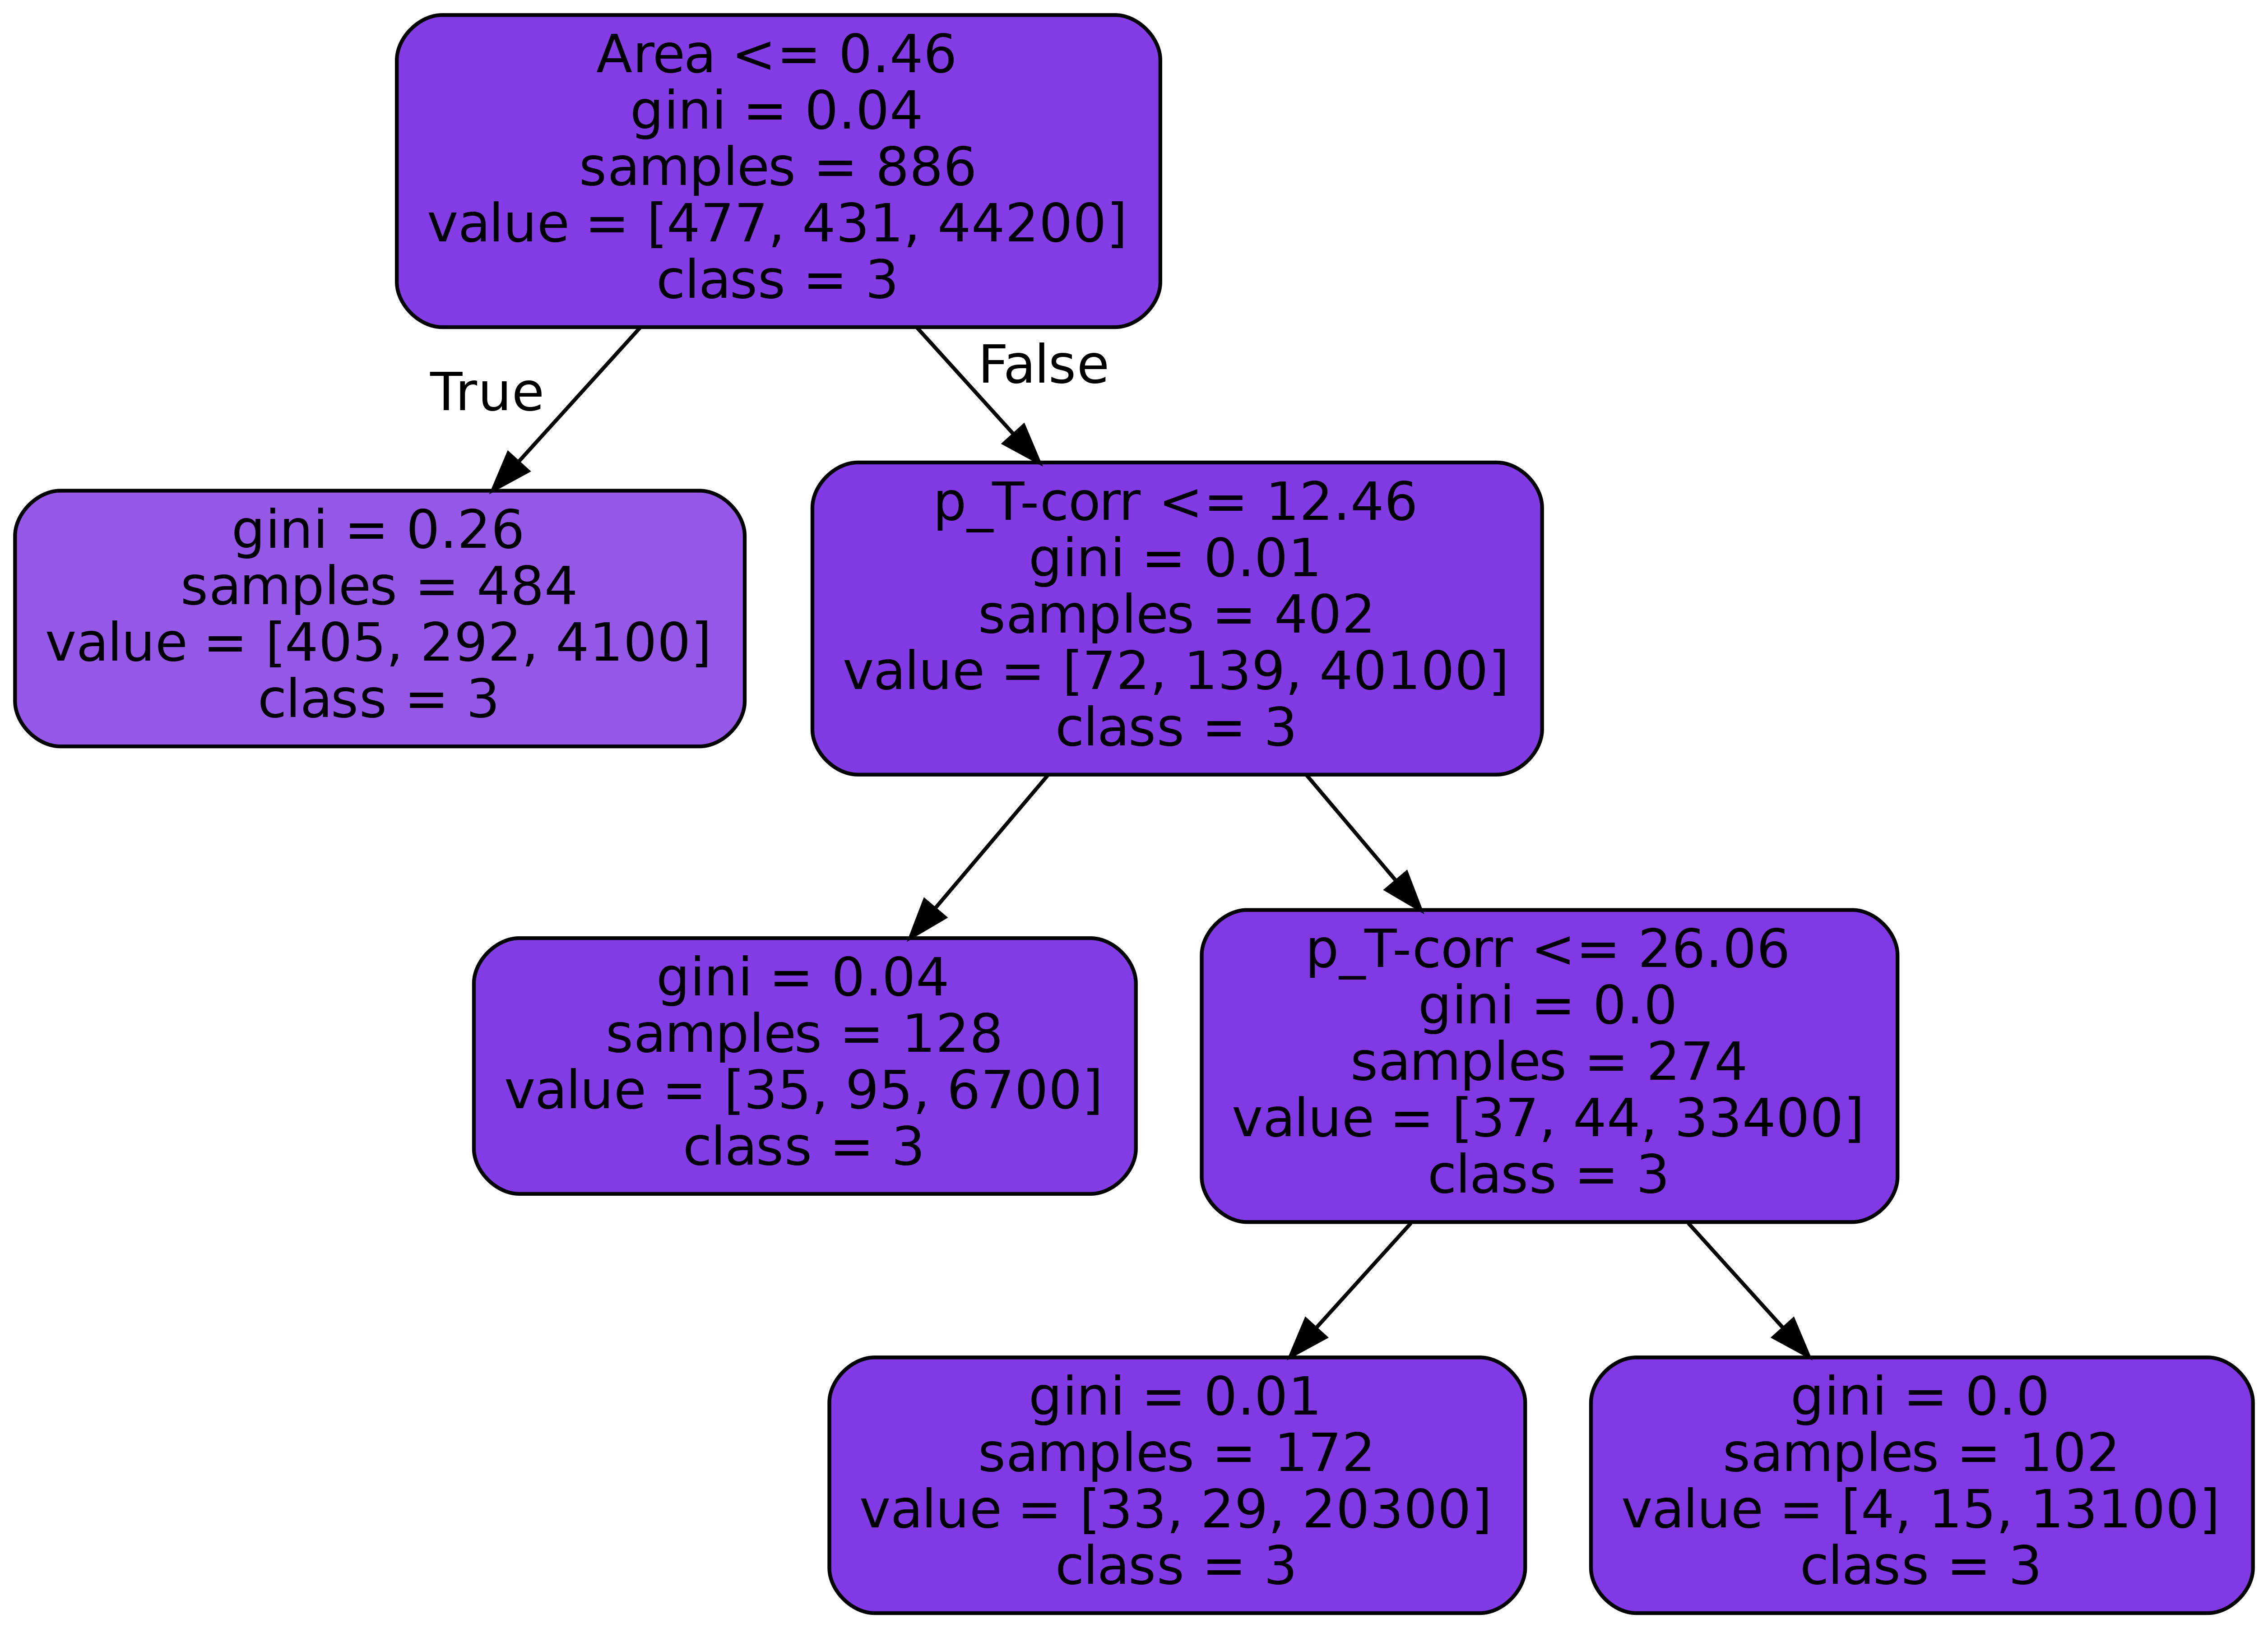 Area <= 0.46
gini = 0.04
samples = 886
value = [477, 431, 44200]
class = 3
True
False
gini = 0.26
samples = 484
value = [405, 292, 4100]
class = 3
p_T-corr <= 12.46
gini = 0.01
samples = 402
value = [72, 139, 40100]
class = 3
gini = 0.04
samples = 128
value = [35, 95, 6700]
class = 3
p_T-corr <= 26.06
gini = 0.0
samples = 274
value = [37, 44, 33400]
class = 3
gini = 0.01
samples = 172
value = [33, 29, 20300]
class = 3
gini = 0.0
samples = 102
value = [4, 15, 13100]
class = 3